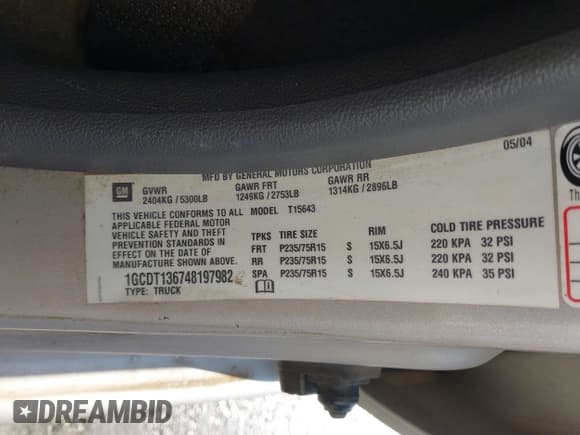 MFD BY GENERAL MOTORS CORPORATION
05/04
GM
GVWR GAWR FRT GAWR RR
2404KG / 5300LB 1249KG / 2753LB 1314KG / 2896LB
THIS VEHICLE CONFORMS TO ALL MODEL T15643
APPLICABLE FEDERAL MOTOR
VEHICLE SAFETY AND THEFT TPKS TIRE SIZE RIM COLD TIRE PRESSURE
PREVENTION STANDARDS IN FRT P235/75R15 S 15X6.5J 220 KPA 32 PSI
EFFECT ON THE DATE OF RR P235/75R15 S 15X6.5J 220 KPA 32 PSI
MANUFACTURE SHOWN ABOVE. SPA P235/75R15 S 15X6.5J 240 KPA 35 PSI
1GCDT136748197982
TYPE: TRUCK
DREAMBID